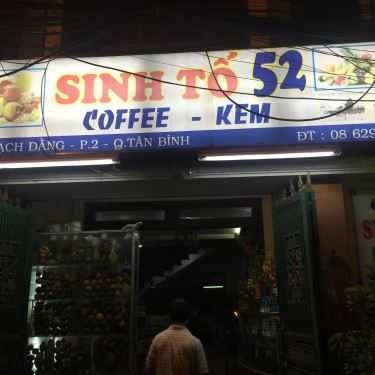 SINH TỐ 52
COFFEE - KEM
ẠCH ĐẰNG - P.2 - Q.TÂN BÌNH ĐT : 08 629